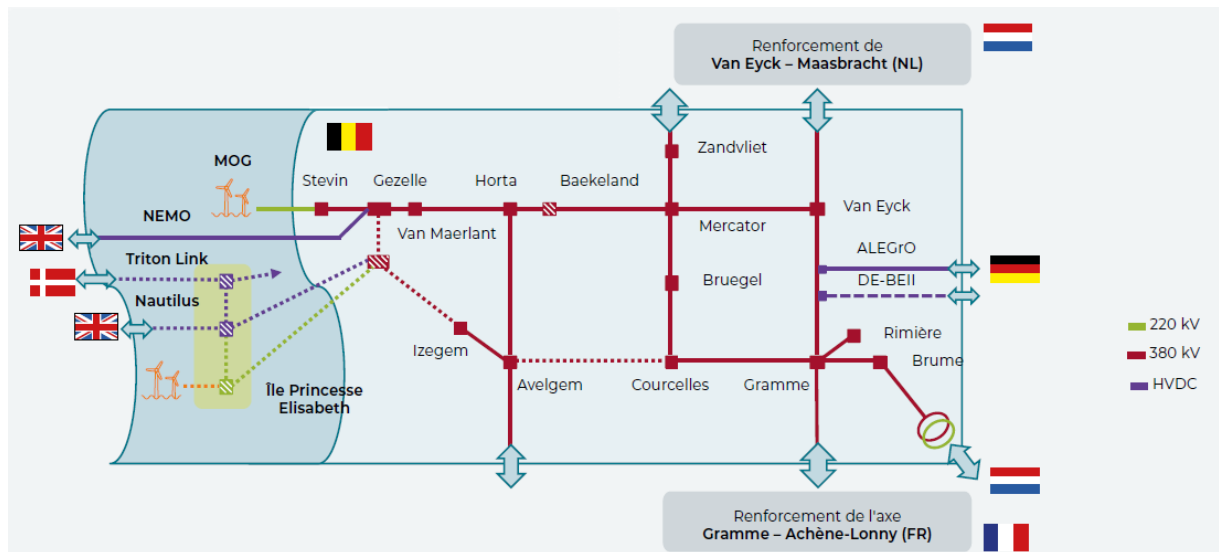 Renforcement de
Van Eyck – Maasbracht (NL)
MOG
Zandvliet
Stevin
Gezelle
Horta
Baekeland
NEMO
Van Maerlant
Mercator
Van Eyck
Triton Link
ALEGrO
Nautilus
Bruegel
DE-BEII
220 kV
Izegem
Rimière
380 kV
Brume
Île Princesse
Elisabeth
Avelgem
Courcelles
Gramme
HVDC
Renforcement de l'axe
Gramme – Achène-Lonny (FR)